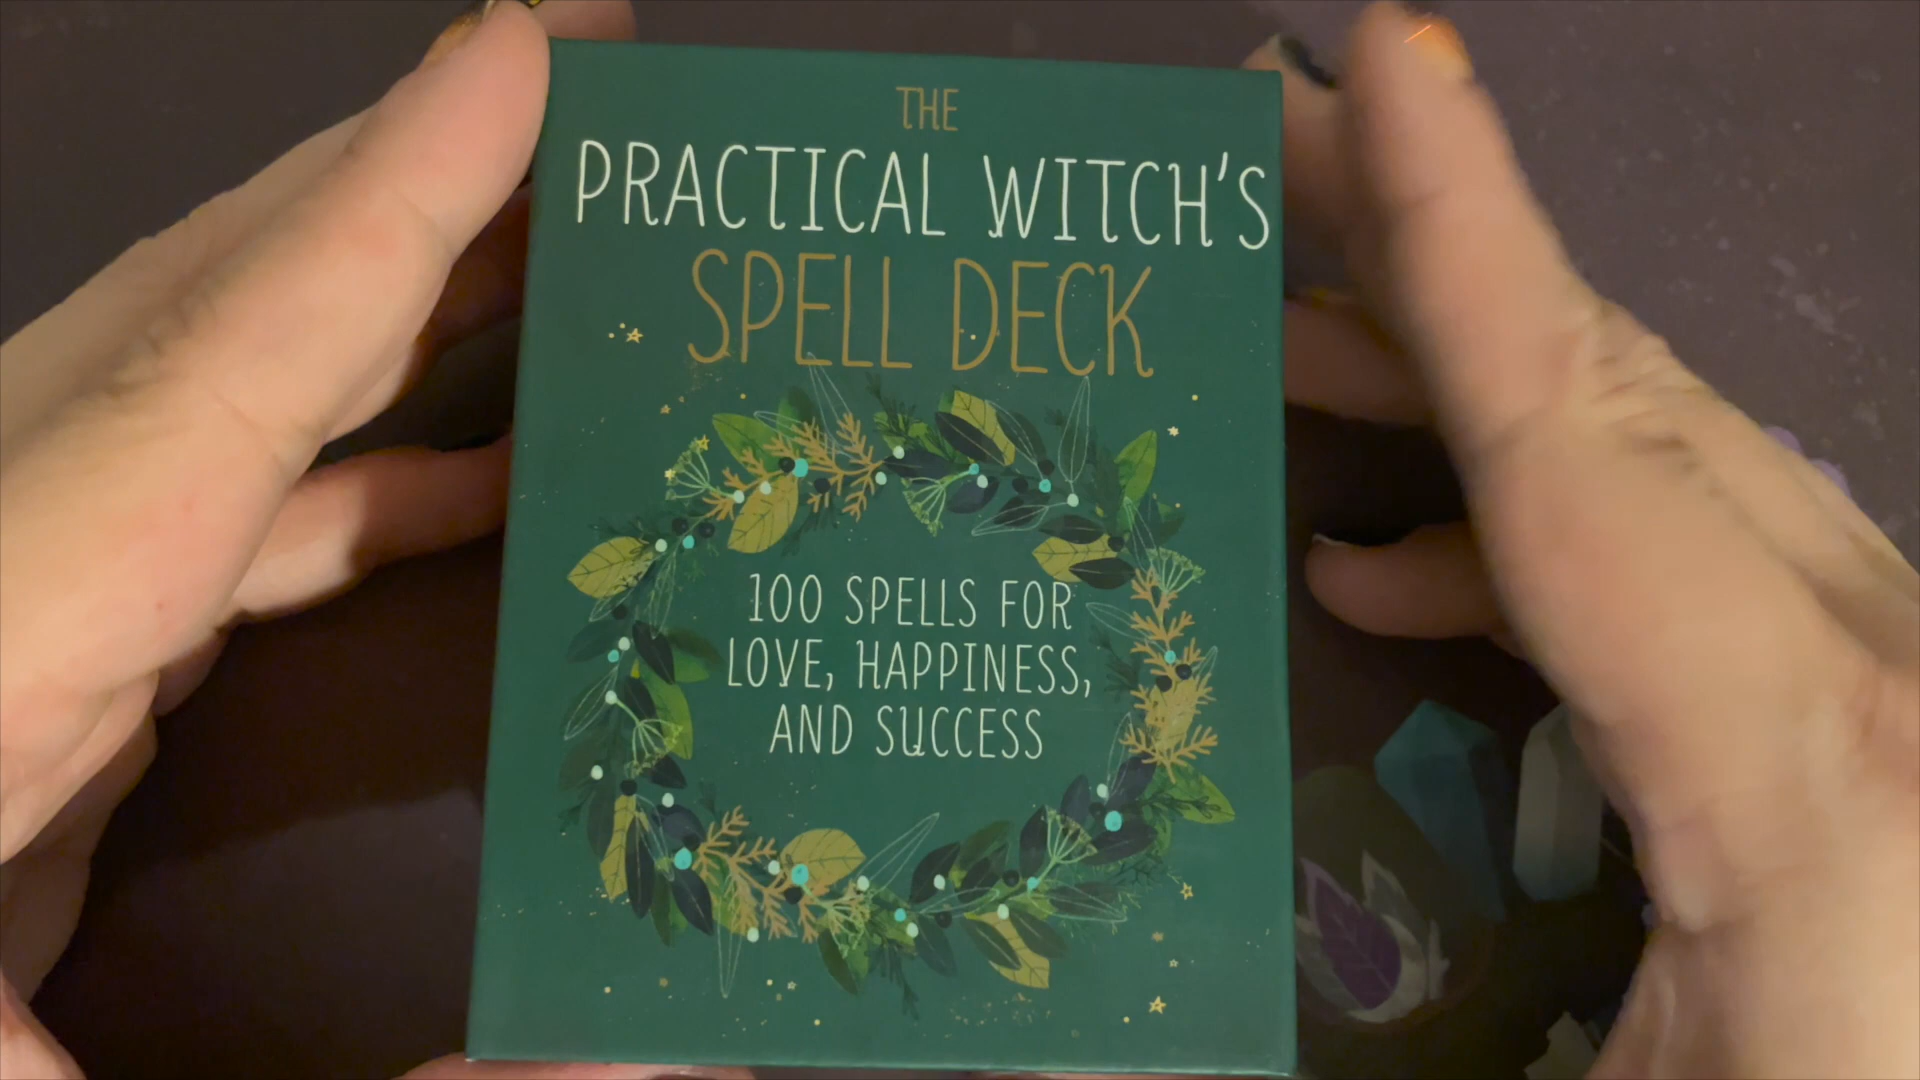 THE
PRACTICAL WITCH'S
SPELL DECK
100 SPELLS FOR
LOVE, HAPPINESS,
AND SUCCESS